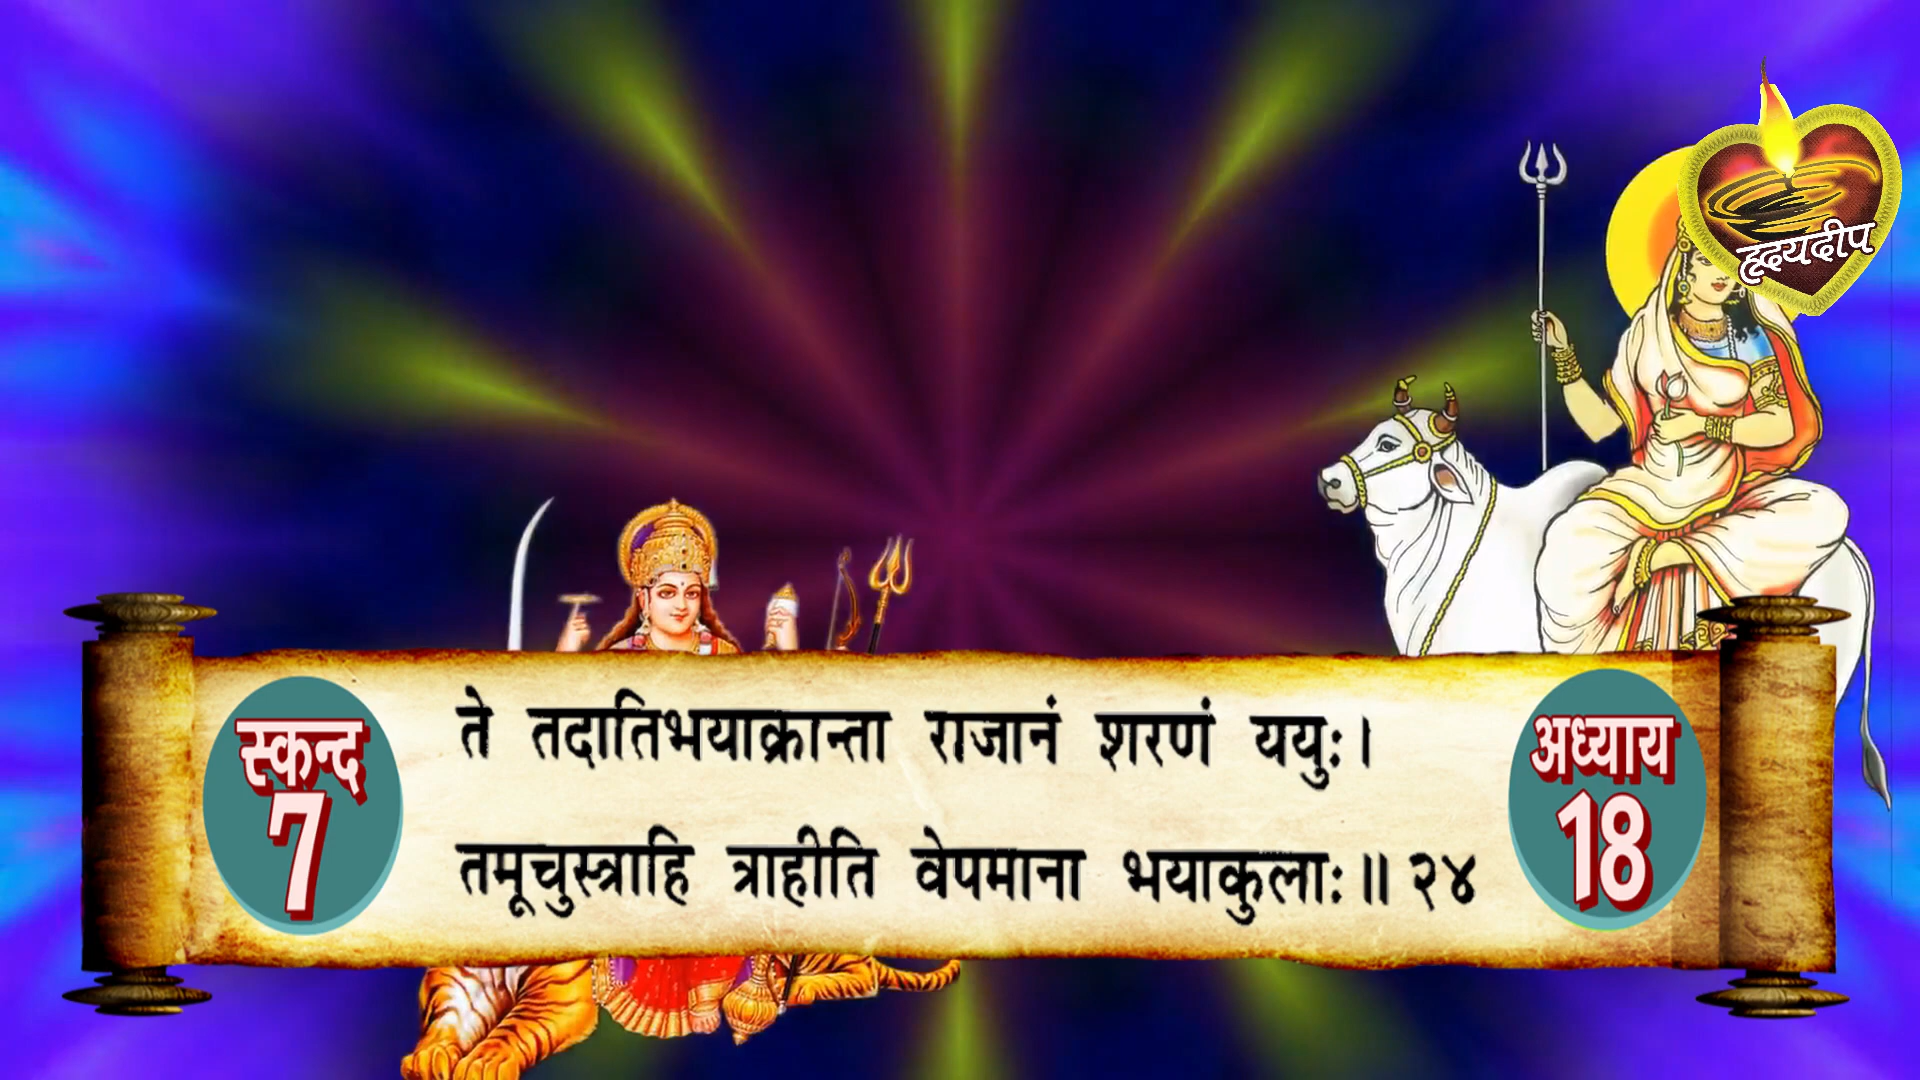 हृदयदीप
स्कन्द
7
ते तदातिभयाक्रान्ता राजानं शरणं ययुः।
तमूचुस्त्राहि त्राहीति वेपमाना भयाकुलाः॥ २४
अध्याय
18